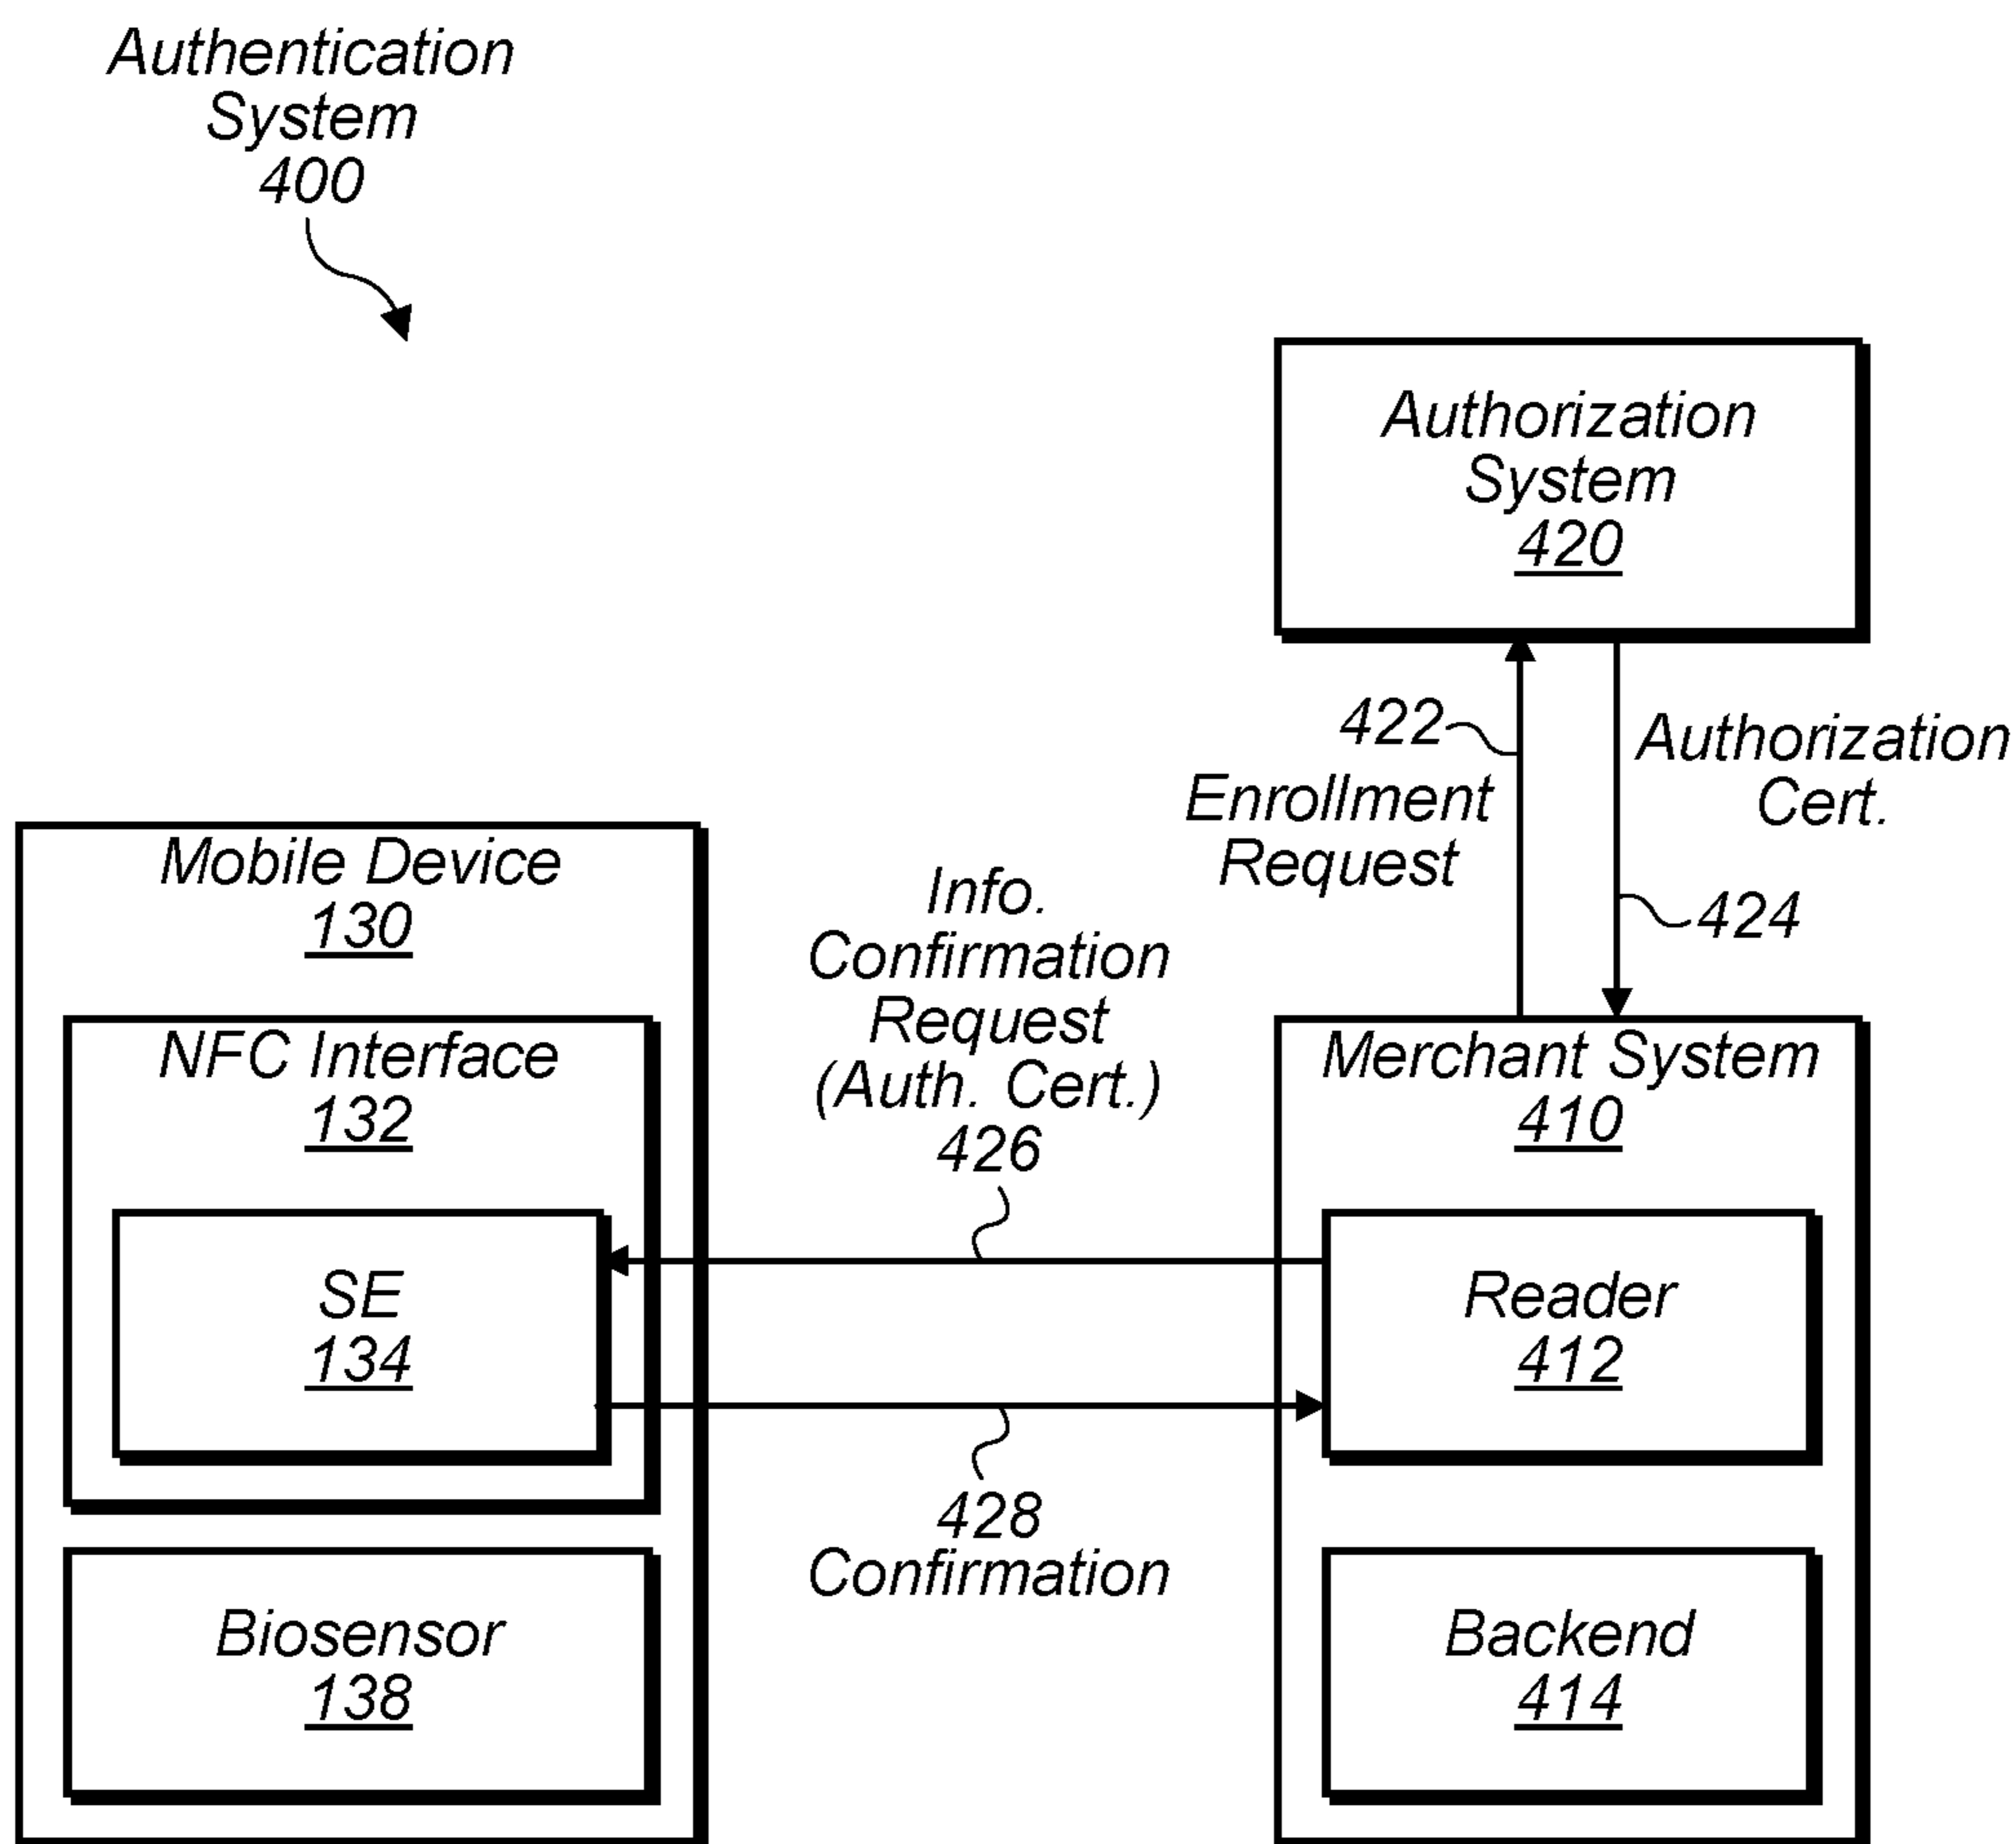 Authentication
System
400
Authorization
System
420
422
Enrollment
Request
Authorization
Cert.
424
Mobile Device
130
NFC Interface
132
SE
134
Biosensor
138
Info.
Confirmation
Request
(Auth. Cert.)
426
428
Confirmation
Merchant System
410
Reader
412
Backend
414